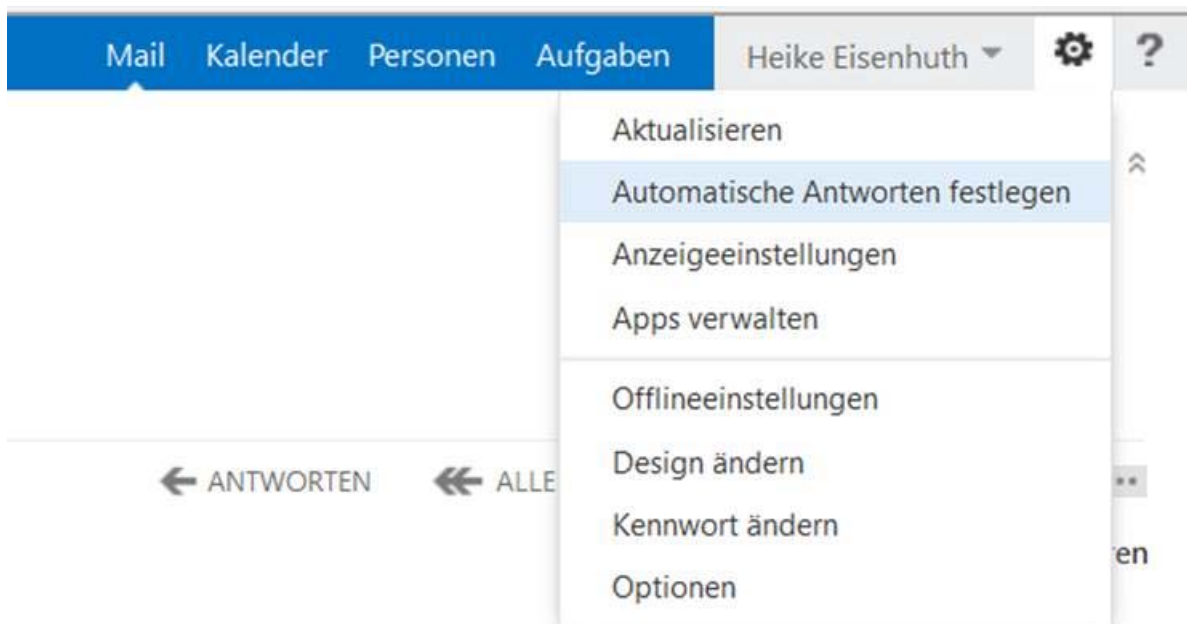 Mail Kalender Personen Aufgaben Heike Eisenhuth ?
Aktualisieren
Automatische Antworten festlegen
Anzeigeeinstellungen
Apps verwalten
Offlineeinstellungen
Design ändern
Kennwort ändern
Optionen
ANTWORTEN ALLE
en